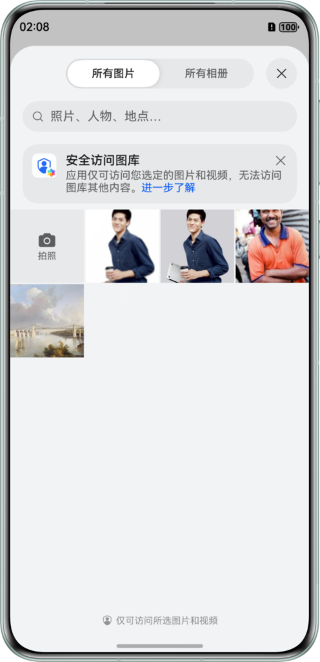 02:08
100
所有图片
所有相册
照片、人物、地点...
安全访问图库
应用仅可访问您选定的图片和视频，无法访问
图库其他内容。进一步了解
拍照
仅可访问所选图片和视频